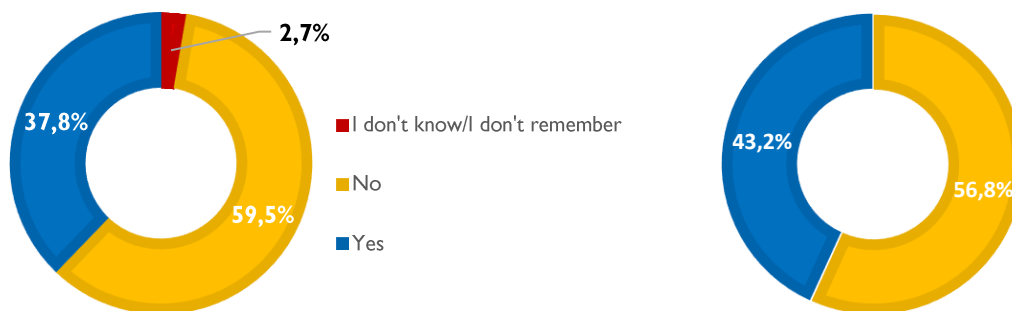 2,7%
37,8%
59,5%
I don't know/I don't remember
No
Yes
43,2%
56,8%